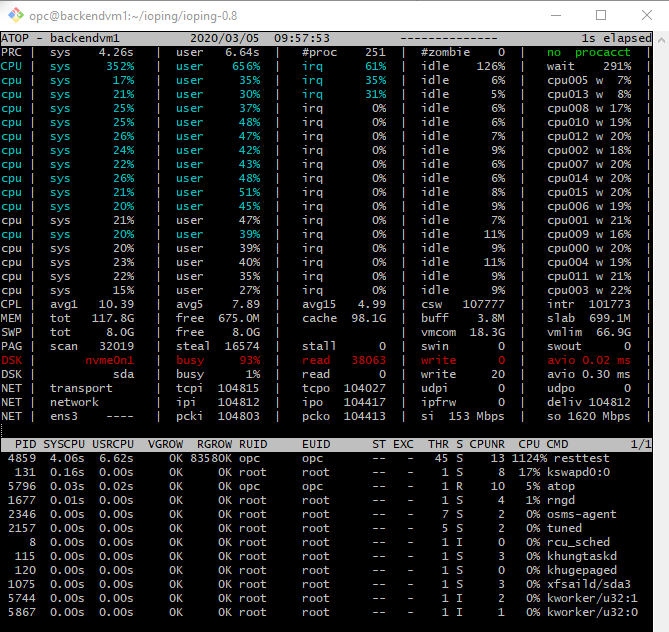 opc@backendvm1:~/ioping/ioping-0.8
ATOP - backendvm1 2020/03/05 09:57:53 -------------- 1s elapsed
PRC | sys 4.26s | user 6.64s | #proc 251 | #zombie 0 | no procacct |
CPU | sys 352% | user 656% | irq 61% | idle 126% | wait 291% |
cpu | sys 17% | user 35% | irq 35% | idle 6% | cpu005 w 7% |
cpu | sys 21% | user 30% | irq 31% | idle 5% | cpu013 w 8% |
cpu | sys 25% | user 37% | irq 0% | idle 6% | cpu008 w 17% |
cpu | sys 25% | user 48% | irq 0% | idle 6% | cpu010 w 19% |
cpu | sys 26% | user 47% | irq 0% | idle 7% | cpu012 w 20% |
cpu | sys 24% | user 42% | irq 0% | idle 9% | cpu002 w 18% |
cpu | sys 22% | user 43% | irq 0% | idle 6% | cpu007 w 20% |
cpu | sys 26% | user 48% | irq 0% | idle 6% | cpu014 w 20% |
cpu | sys 21% | user 51% | irq 0% | idle 8% | cpu015 w 20% |
cpu | sys 20% | user 45% | irq 0% | idle 9% | cpu006 w 19% |
cpu | sys 21% | user 47% | irq 0% | idle 7% | cpu001 w 21% |
cpu | sys 20% | user 39% | irq 0% | idle 11% | cpu009 w 16% |
cpu | sys 20% | user 39% | irq 0% | idle 9% | cpu000 w 20% |
cpu | sys 23% | user 40% | irq 0% | idle 11% | cpu004 w 19% |
cpu | sys 22% | user 35% | irq 0% | idle 9% | cpu011 w 21% |
cpu | sys 15% | user 27% | irq 0% | idle 9% | cpu003 w 22% |
CPL | avg1 10.39 | avg5 7.89 | avg15 4.99 | csw 107777 | intr 101773 |
MEM | tot 117.8G | free 675.0M | cache 98.1G | buff 3.8M | slab 699.1M |
SWP | tot 8.0G | free 8.0G | | vmcom 18.3G | vmlim 66.9G |
PAG | scan 32019 | steal 16574 | stall 0 | swin 0 | swout 0 |
DSK | nvme0n1 | busy 93% | read 38063 | write 0 | avio 0.02 ms |
DSK | sda | busy 1% | read 0 | write 20 | avio 0.30 ms |
NET | transport | tcpi 104815 | tcpo 104027 | udpi 0 | udpo 0 |
NET | network | ipi 104812 | ipo 104417 | ipfrw 0 | deliv 104812 |
NET | ens3 ---- | pcki 104803 | pcko 104413 | si 153 Mbps | so 1620 Mbps |
PID SYSCPU USRCPU VGROW RGROW RUID EUID ST EXC THR S CPUNR CPU CMD 1/1
4859 4.06s 6.62s 0K 83580K opc opc -- - 45 S 13 1124% resttest
131 0.16s 0.00s 0K 0K root root -- - 1 S 8 17% kswapd0:0
5796 0.03s 0.02s 0K 0K opc opc -- - 1 R 10 5% atop
1677 0.01s 0.00s 0K 0K root root -- - 1 S 4 1% rngd
2346 0.00s 0.00s 0K 0K root root -- - 7 S 2 0% osms-agent
2157 0.00s 0.00s 0K 0K root root -- - 5 S 2 0% tuned
8 0.00s 0.00s 0K 0K root root -- - 1 I 0 0% rcu_sched
115 0.00s 0.00s 0K 0K root root -- - 1 S 3 0% khungtaskd
120 0.00s 0.00s 0K 0K root root -- - 1 S 0 0% khugepaged
1075 0.00s 0.00s 0K 0K root root -- - 1 S 3 0% xfsaild/sda3
5744 0.00s 0.00s 0K 0K root root -- - 1 I 2 0% kworker/u32:1
5867 0.00s 0.00s 0K 0K root root -- - 1 I 1 0% kworker/u32:0